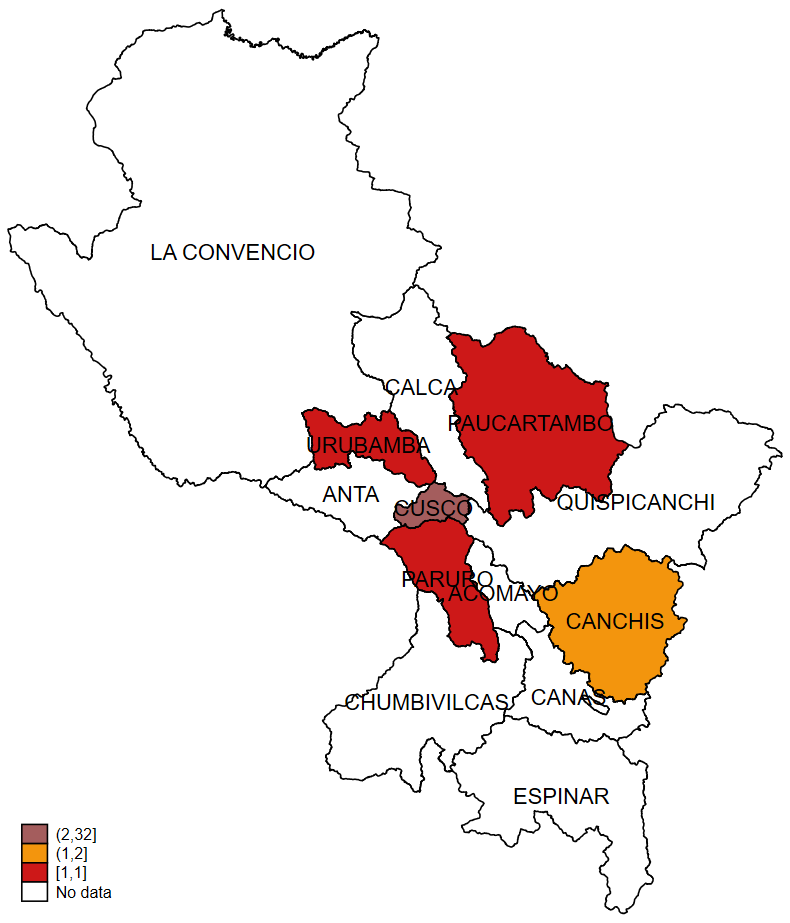 LA CONVENCIO
CALCA
PAUCARTAMBO
URUBAMBA
ANTA
QUISPICANCHI
CUSCO
PARURO
ACOMAYO
CANCHIS
CHUMBIVILCAS
CANAS
ESPINAR
(2,32]
(1,2]
[1,1]
No data